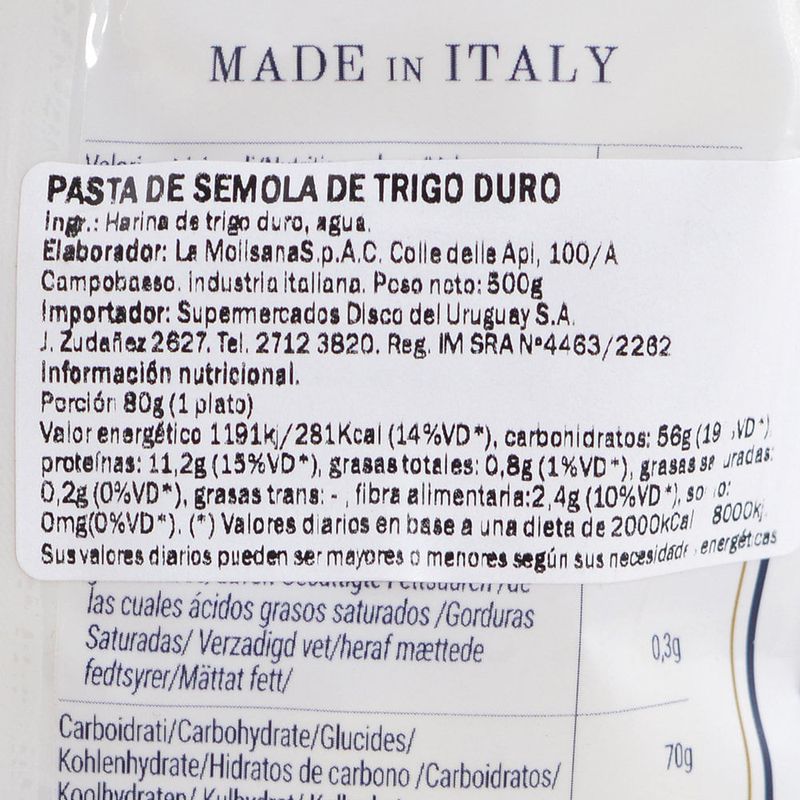 MADE IN ITALY
PASTA DE SEMOLA DE TRIGO DURO
Ingr.: Harina de trigo duro, agua.
Elaborador: La MolisanaS.p.A.C. Colle delle Api, 100/A
Campobasso. Industria italiana. Peso neto: 500g
Importador: Supermercados Disco del Uruguay S.A.
J. Zudañez 2627. Tel. 2712 3820. Reg. IM SRA Nº4463/2262
Información nutricional.
Porción 80g (1 plato)
Valor energético 1191kj/281Kcal (14%VD*), carbohidratos: 56g (19 VD*)
proteínas: 11,2g (15%VD*), grasas totales: 0,8g (1%VD*), grasas
0,2g (0%VD*), grasas trans: - , fibra alimentaria:2,4g (10%VD*),
0mg(0%VD*). (*) Valores diarios en base a una dieta de 2000kCal 8000kj.
Sus valores diarios pueden ser mayores o menores según sus energéticas
las cuales ácidos grasos saturados /Gorduras
Saturadas/ Verzadigd vet/heraf mættede
fedtsyrer/Mättat fett/
0,3g
Carboidrati/Carbohydrate/Glucides/
Kohlenhydrate/Hidratos de carbono /Carboidratos/
70g